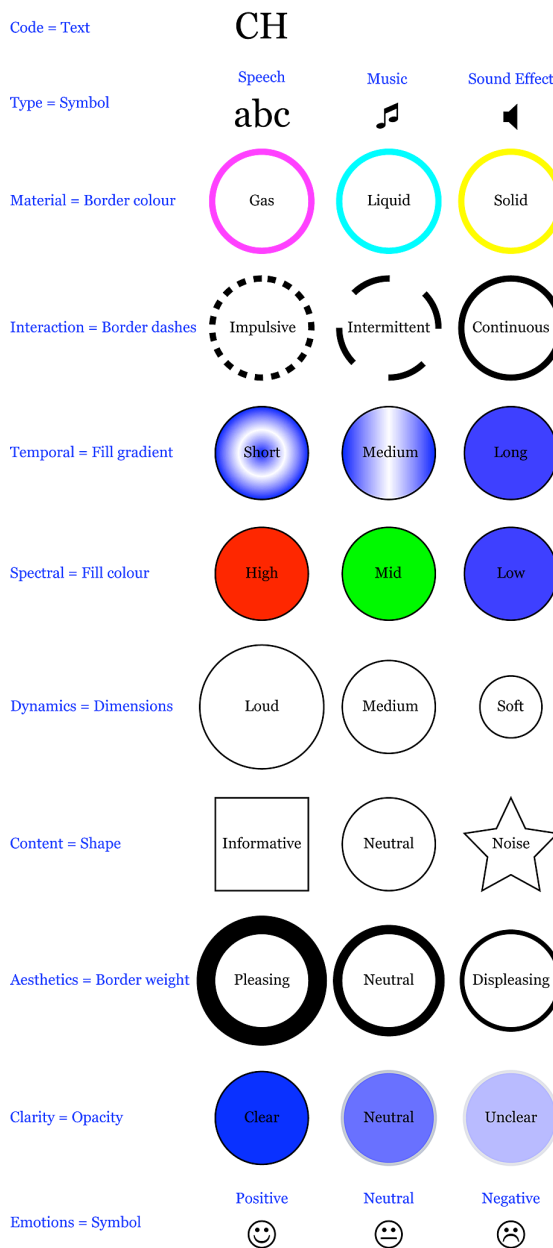 Code = Text CH
Speech Music Sound Effect
Type = Symbol abc
Material = Border colour Gas Liquid Solid
Interaction = Border dashes Impulsive Intermittent Continuous
Temporal = Fill gradient Short Medium Long
Spectral = Fill colour High Mid Low
Dynamics = Dimensions Loud Medium Soft
Content = Shape Informative Neutral Noise
Aesthetics = Border weight Pleasing Neutral Displeasing
Clarity = Opacity Clear Neutral Unclear
Positive Neutral Negative
Emotions = Symbol